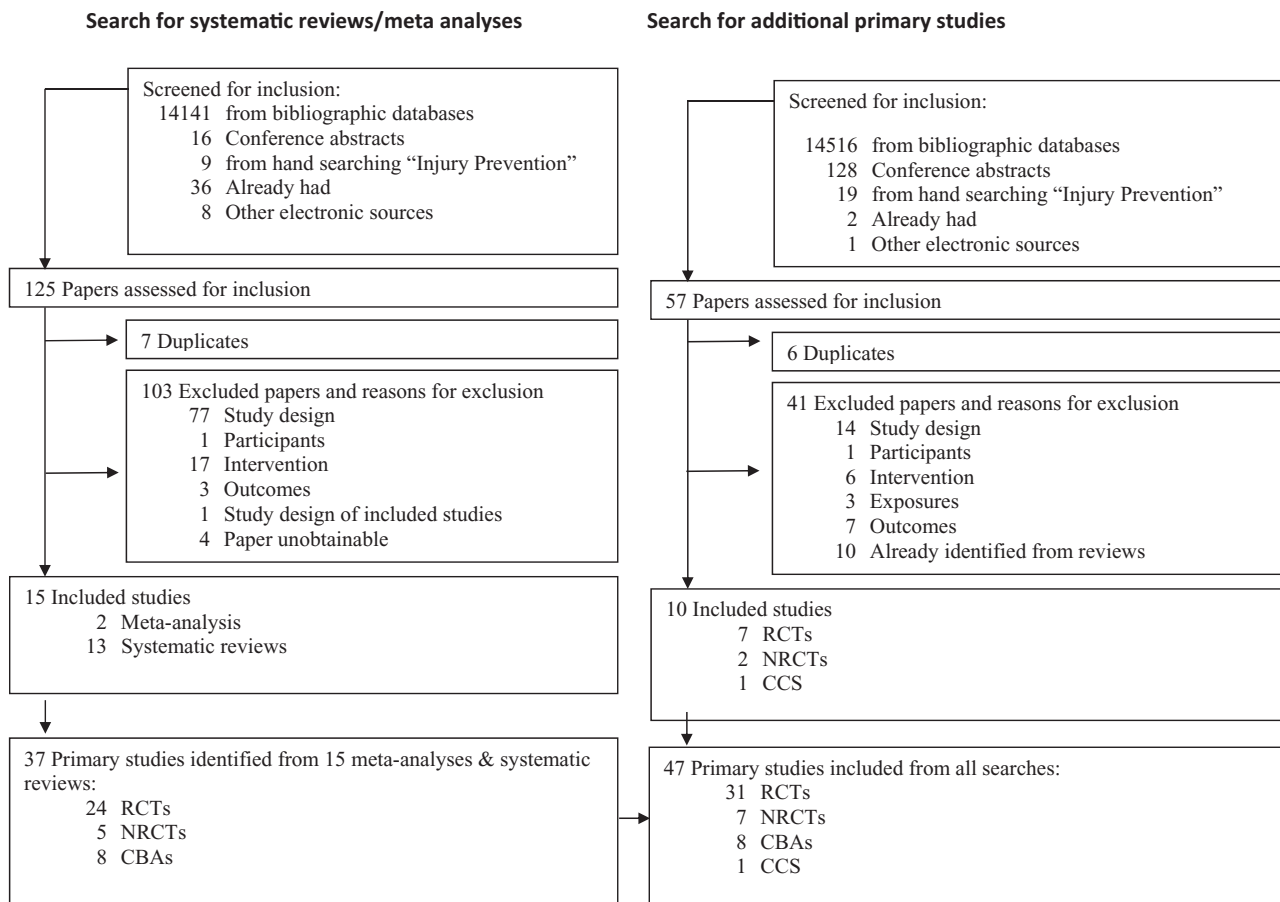 Search for systematic reviews/meta analyses
Screened for inclusion:
14141 from bibliographic databases
16 Conference abstracts
9 from hand searching “Injury Prevention”
36 Already had
8 Other electronic sources
125 Papers assessed for inclusion
7 Duplicates
103 Excluded papers and reasons for exclusion
77 Study design
1 Participants
17 Intervention
3 Outcomes
1 Study design of included studies
4 Paper unobtainable
15 Included studies
2 Meta-analysis
13 Systematic reviews
37 Primary studies identified from 15 meta-analyses & systematic
reviews:
24 RCTs
5 NRCTs
8 CBAs
Search for additional primary studies
Screened for inclusion:
14516 from bibliographic databases
128 Conference abstracts
19 from hand searching “Injury Prevention”
2 Already had
1 Other electronic sources
57 Papers assessed for inclusion
6 Duplicates
41 Excluded papers and reasons for exclusion
14 Study design
1 Participants
6 Intervention
3 Exposures
7 Outcomes
10 Already identified from reviews
10 Included studies
7 RCTs
2 NRCTs
1 CCS
47 Primary studies included from all searches:
31 RCTs
7 NRCTs
8 CBAs
1 CCS